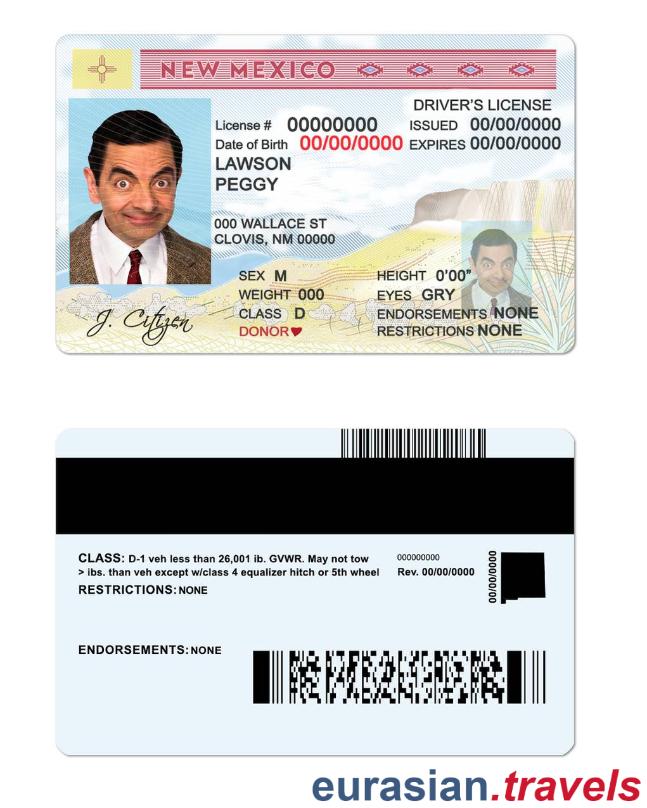 NEW MEXICO
DRIVER'S LICENSE
License # 00000000 ISSUED 00/00/0000
Date of Birth 00/00/0000 EXPIRES 00/00/0000
LAWSON
PEGGY
000 WALLACE ST
CLOVIS, NM 00000
SEX M HEIGHT 0'00"
WEIGHT 000 EYES GRY
CLASS D ENDORSEMENTS NONE
DONOR♥ RESTRICTIONS NONE
J. Citizen
CLASS: D-1 veh less than 26,001 ib. GVWR. May not tow
> ibs. than veh except w/class 4 equalizer hitch or 5th wheel
RESTRICTIONS: NONE
000000000
Rev. 00/00/0000
00/00/0000
ENDORSEMENTS: NONE
eurasian.travels